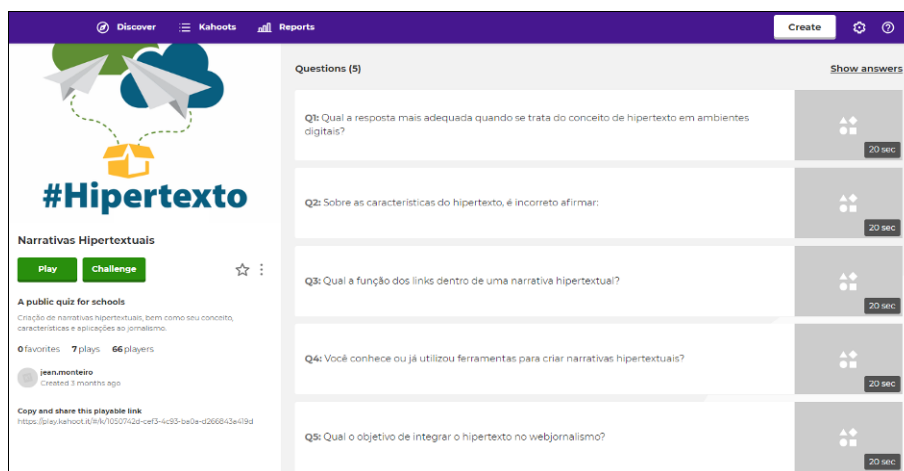 Discover
Kahoots
Reports
Create
#Hipertexto
Narrativas Hipertextuais
Play
Challenge
A public quiz for schools
Criação de narrativas hipertextuais, bem como seu conceito,
características e aplicações ao jornalismo.
0 favorites 7 plays 66 players
jean.monteiro
Created 3 months ago
Copy and share this playable link
https://play.kahoot.it/#/k/1050742d-cef3-4c93-ba0a-d266843a419d
Questions (5)
Show answers
Q1: Qual a resposta mais adequada quando se trata do conceito de hipertexto em ambientes
digitais?
20 sec
Q2: Sobre as características do hipertexto, é incorreto afirmar:
20 sec
Q3: Qual a função dos links dentro de uma narrativa hipertextual?
20 sec
Q4: Você conhece ou já utilizou ferramentas para criar narrativas hipertextuais?
20 sec
Q5: Qual o objetivo de integrar o hipertexto no webjornalismo?
20 sec